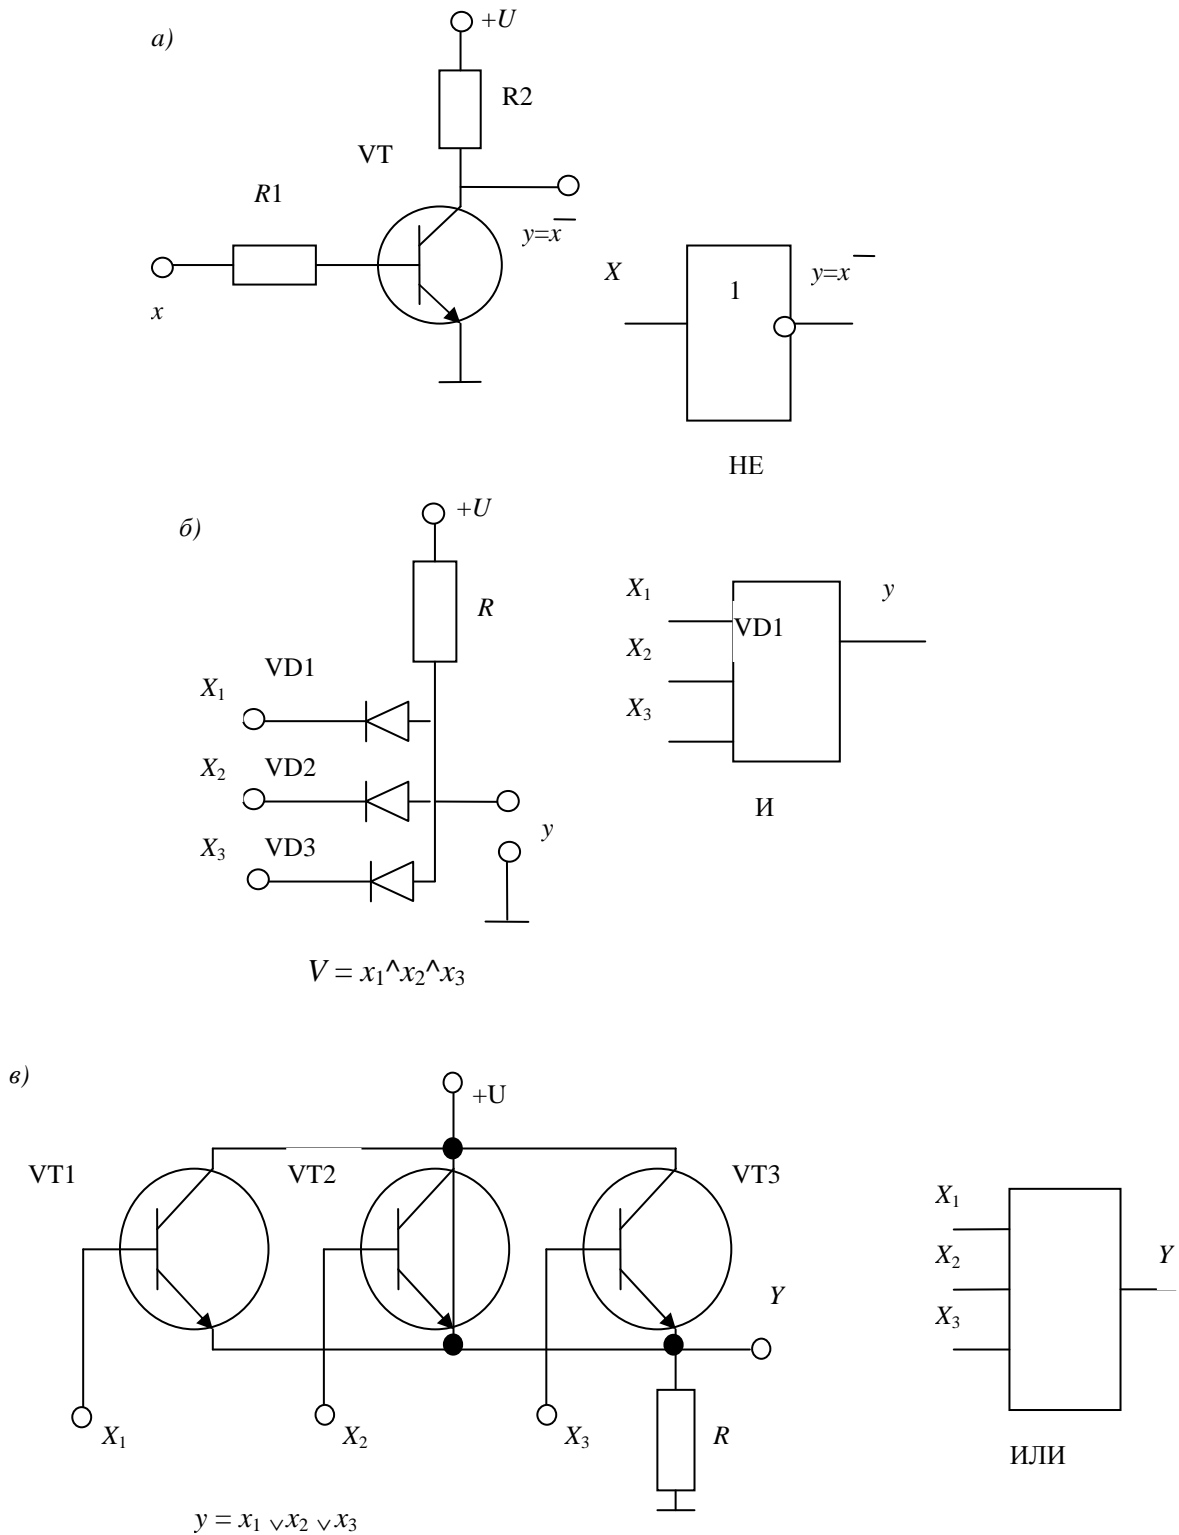 а)
+U
R2
VT
R1
y=x̅
x
X
1
y=x̅
НЕ
б)
+U
R
VD1
X₁
VD2
X₂
VD3
X₃
y
X₁
VD1
X₂
X₃
y
И
V = x₁^x₂^x₃
в)
+U
VT1
VT2
VT3
Y
X₁
X₂
X₃
R
X₁
X₂
X₃
Y
ИЛИ
y = x₁ ∨x₂ ∨x₃